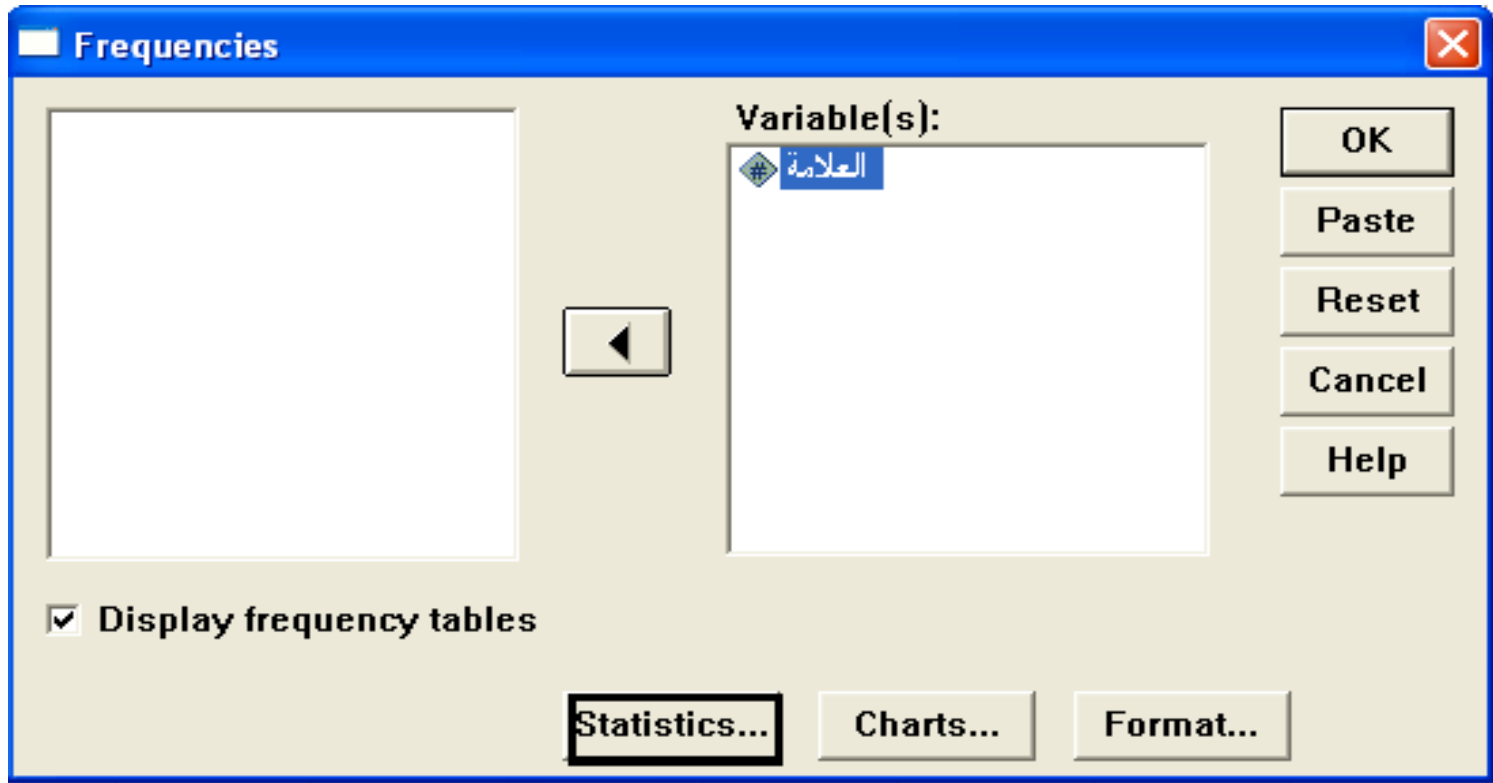 Frequencies
Variable(s):
العلامة
OK
Paste
Reset
Cancel
Help
Display frequency tables
Statistics...
Charts...
Format...